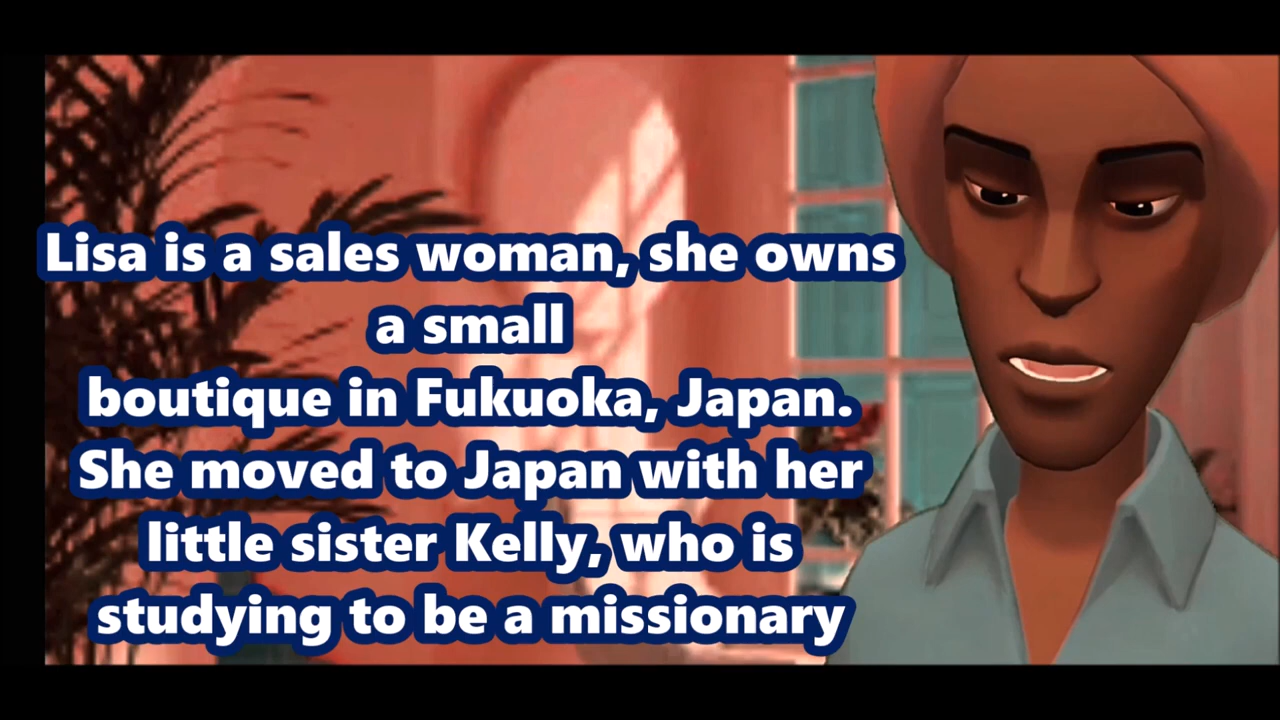 Lisa is a sales woman, she owns
a small
boutique in Fukuoka, Japan.
She moved to Japan with her
little sister Kelly, who is
studying to be a missionary